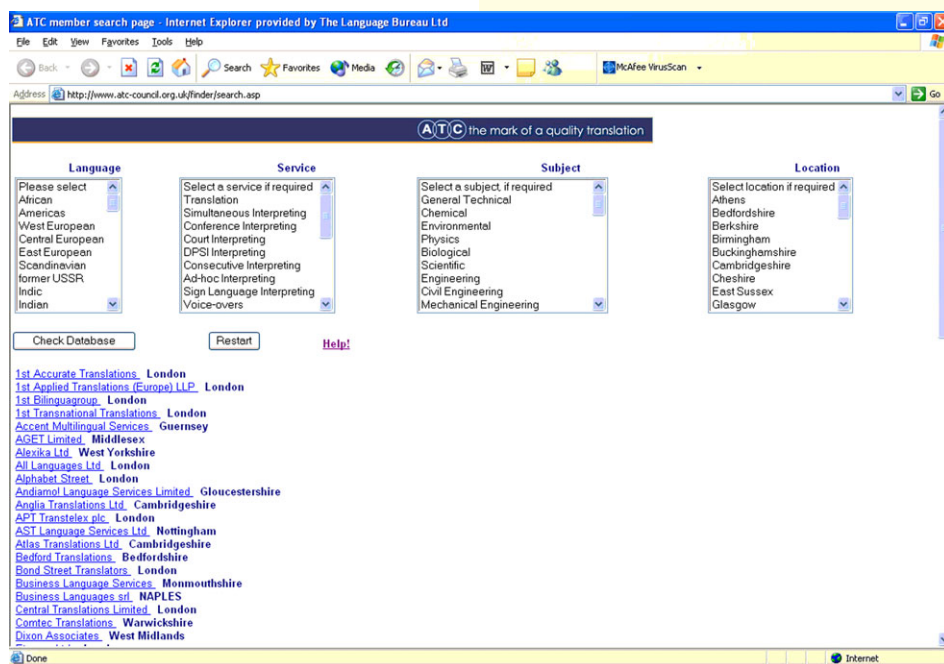 ATC member search page - Internet Explorer provided by The Language Bureau Ltd
File Edit View Favorites Tools Help
Back Search Favorites Media McAfee VirusScan
Address http://www.atc-council.org.uk/finder/search.asp Go
ATC the mark of a quality translation
Language Service Subject Location
Please select Select a service if required Select a subject, if required Select location if required
African Translation General Technical Athens
Americas Simultaneous Interpreting Chemical Bedfordshire
West European Conference Interpreting Environmental Berkshire
Central European Court Interpreting Physics Birmingham
East European DPSI Interpreting Biological Buckinghamshire
Scandinavian Consecutive Interpreting Scientific Cambridgeshire
former USSR Ad-hoc Interpreting Engineering Cheshire
Indic Sign Language Interpreting Civil Engineering East Sussex
Indian Voice-overs Mechanical Engineering Glasgow
Check Database Restart Help!
1st Accurate Translations London
1st Applied Translations (Europe) LLP London
1st Bilinguagroup London
1st Transnational Translations London
Accent Multilingual Services Guernsey
AGET Limited Middlesex
Alexika Ltd West Yorkshire
All Languages Ltd London
Alphabet Street London
Andiamo! Language Services Limited Gloucestershire
Anglia Translations Ltd Cambridgeshire
APT Transtelex plc London
AST Language Services Ltd Nottingham
Atlas Translations Ltd Cambridgeshire
Bedford Translations Bedfordshire
Bond Street Translators London
Business Language Services Monmouthshire
Business Languages srl NAPLES
Central Translations Limited London
Comtec Translations Warwickshire
Dixon Associates West Midlands
Done Internet